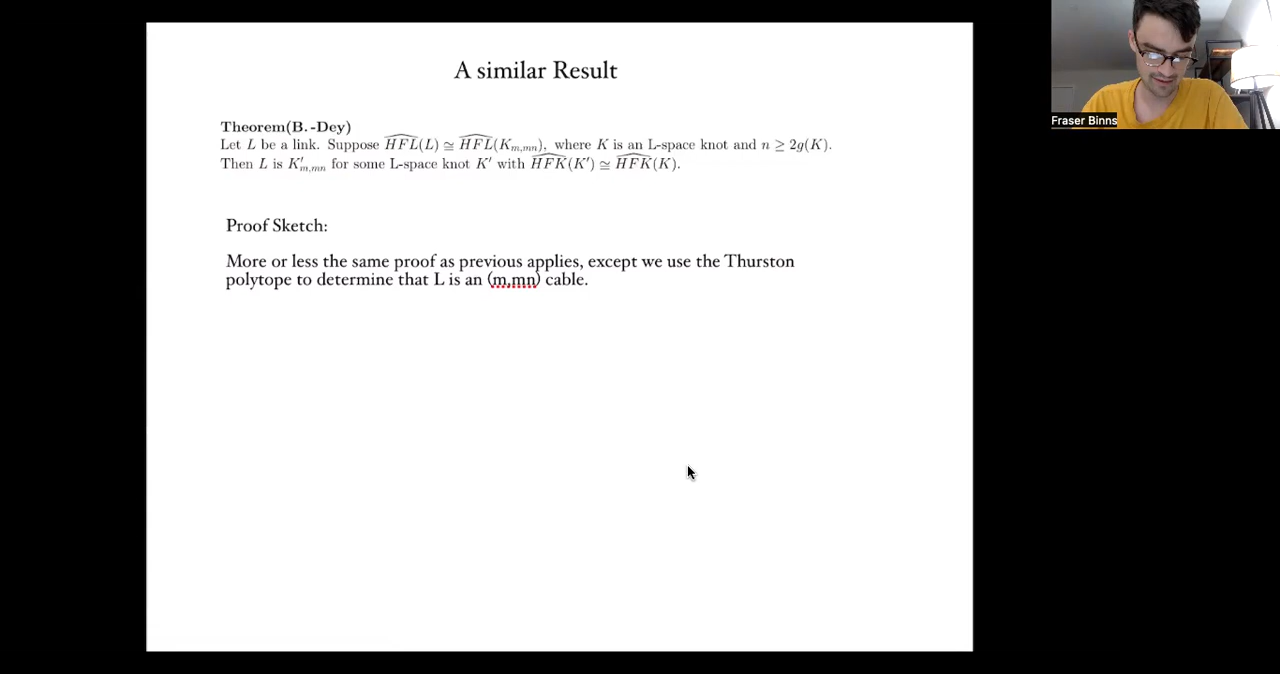 A similar Result
Theorem(B.-Dey)
Let L be a link. Suppose $\widehat{HFL}(L) \cong \widehat{HFL}(K_{m,mn})$, where K is an L-space knot and $n \geq 2g(K)$.
Then L is $K'_{m,mn}$ for some L-space knot $K'$ with $\widehat{HFK}(K') \cong \widehat{HFK}(K)$.
Proof Sketch:
More or less the same proof as previous applies, except we use the Thurston
polytope to determine that L is an (m,mn) cable.
Fraser Binns